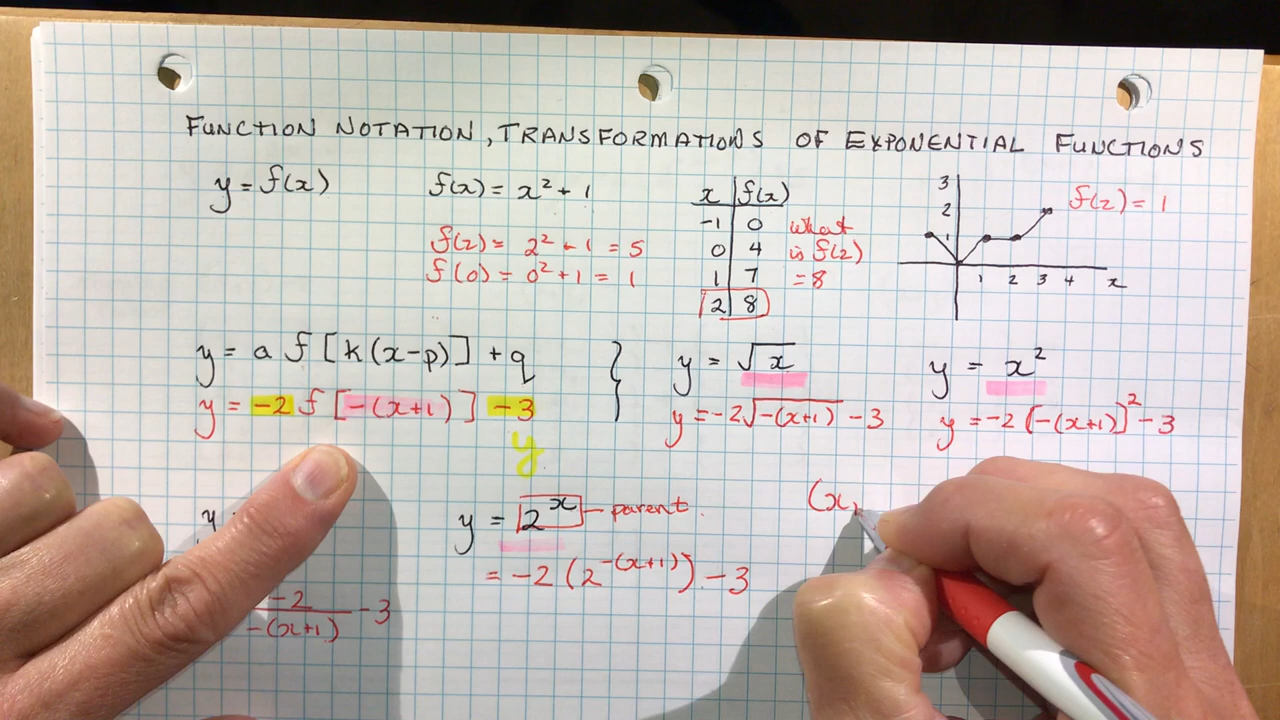 FUNCTION NOTATION, TRANSFORMATIONS OF EXPONENTIAL FUNCTIONS
y = f(x)
f(x) = x² + 1
f(2) = 2² + 1 = 5
f(0) = 0² + 1 = 1
x f(x)
-1 0
0 4
1 7
2 8
what
is f(2)
= 8
3
2
1
1 2 3 4 x
f(2) = 1
y = a f [k(x-p)] + q
y = -2 f [-(x+1)] -3
y
y = √x
y = -2√-(x+1) -3
y = x²
y = -2 [-(x+1)]² -3
y
-2/-(x+1) -3
y = 2ˣ parent
= -2 (2^-(x+1)) -3
(x,